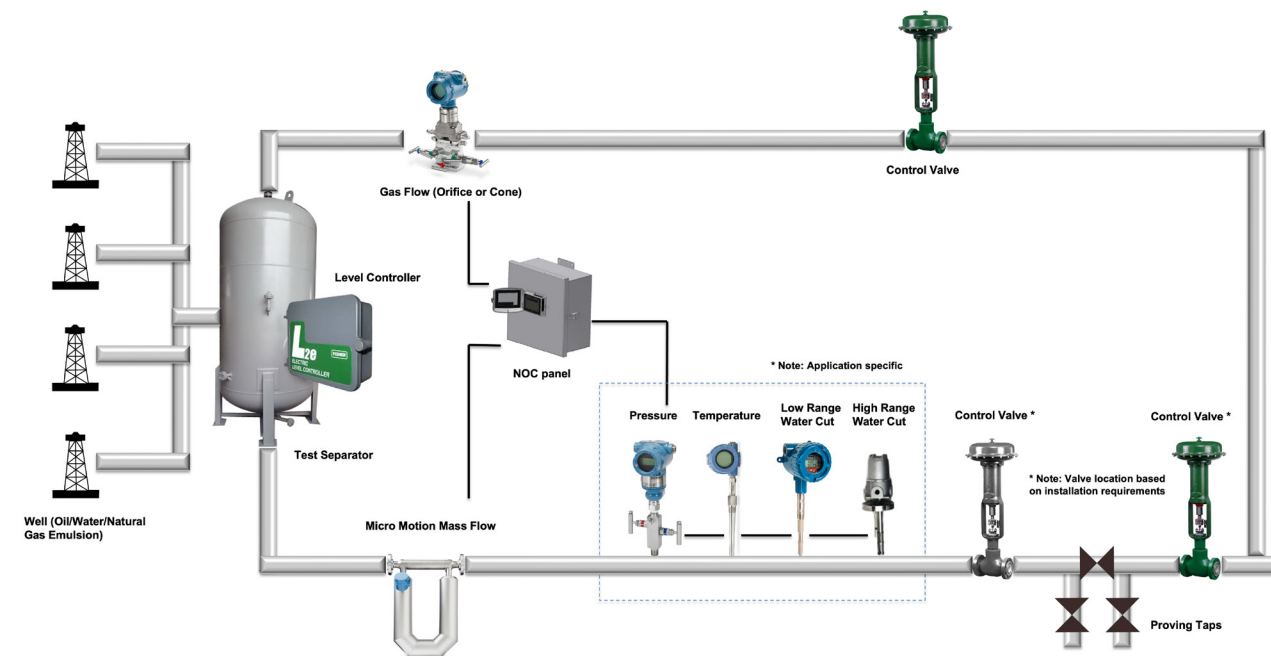 Control Valve
Gas Flow (Orifice or Cone)
Level Controller
L2e
FISHER
ELECTRIC
LEVEL CONTROLLER
NOC panel
* Note: Application specific
Pressure
Temperature
Low Range
Water Cut
High Range
Water Cut
Control Valve *
Control Valve *
* Note: Valve location based
on installation requirements
Test Separator
Well (Oil/Water/Natural
Gas Emulsion)
Micro Motion Mass Flow
Proving Taps